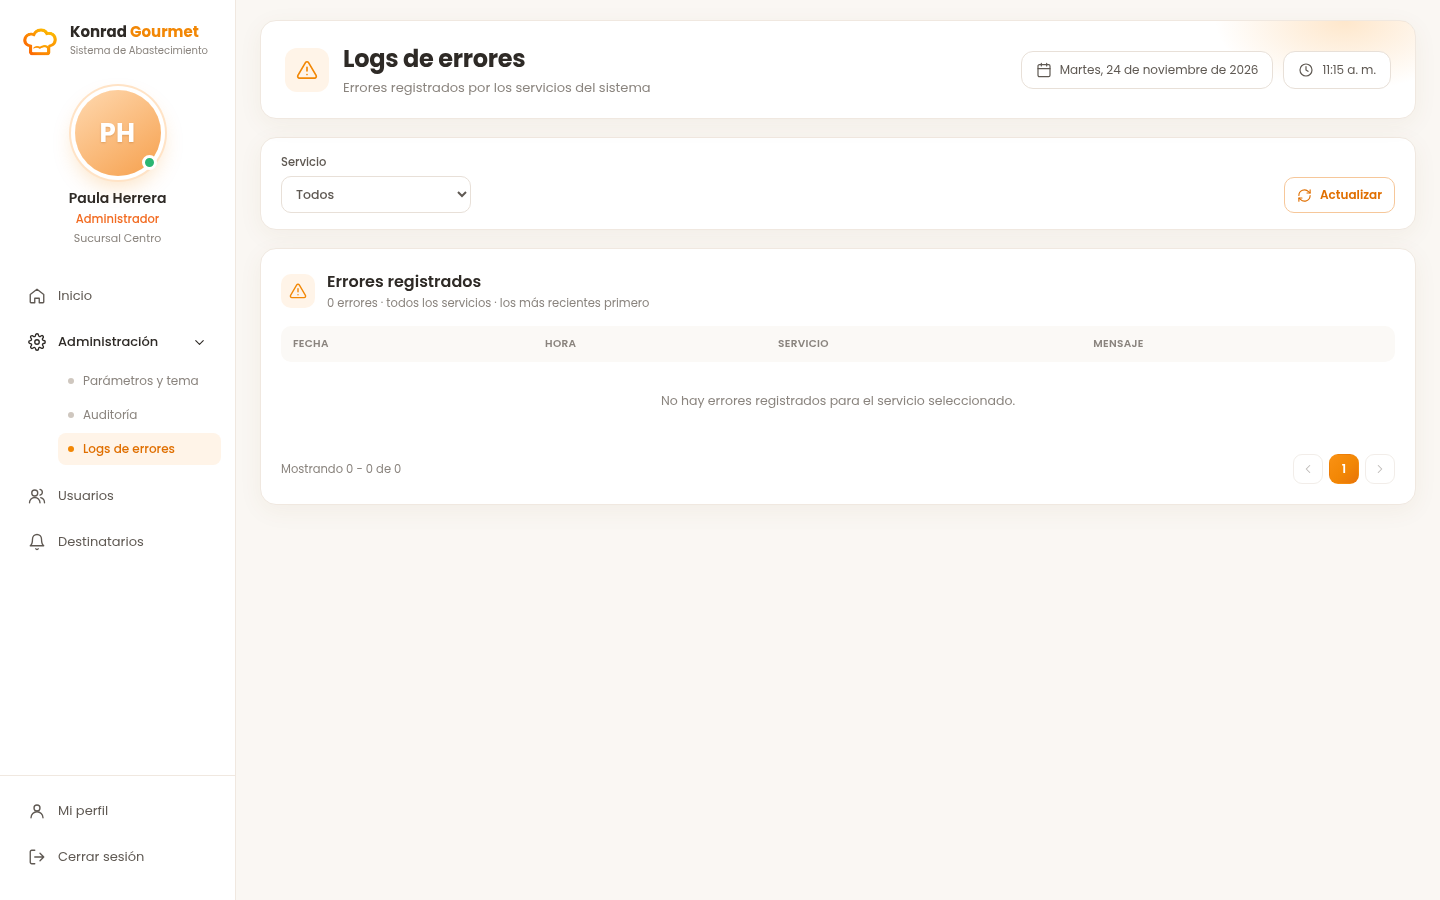 Konrad Gourmet
Sistema de Abastecimiento
PH
Paula Herrera
Administrador
Sucursal Centro
Inicio
Administración
Parámetros y tema
Auditoría
Logs de errores
Usuarios
Destinatarios
Mi perfil
Cerrar sesión
Logs de errores
Errores registrados por los servicios del sistema
Martes, 24 de noviembre de 2026
11:15 a. m.
Servicio
Todos
Actualizar
Errores registrados
0 errores · todos los servicios · los más recientes primero
FECHA HORA SERVICIO MENSAJE
No hay errores registrados para el servicio seleccionado.
Mostrando 0 - 0 de 0
1